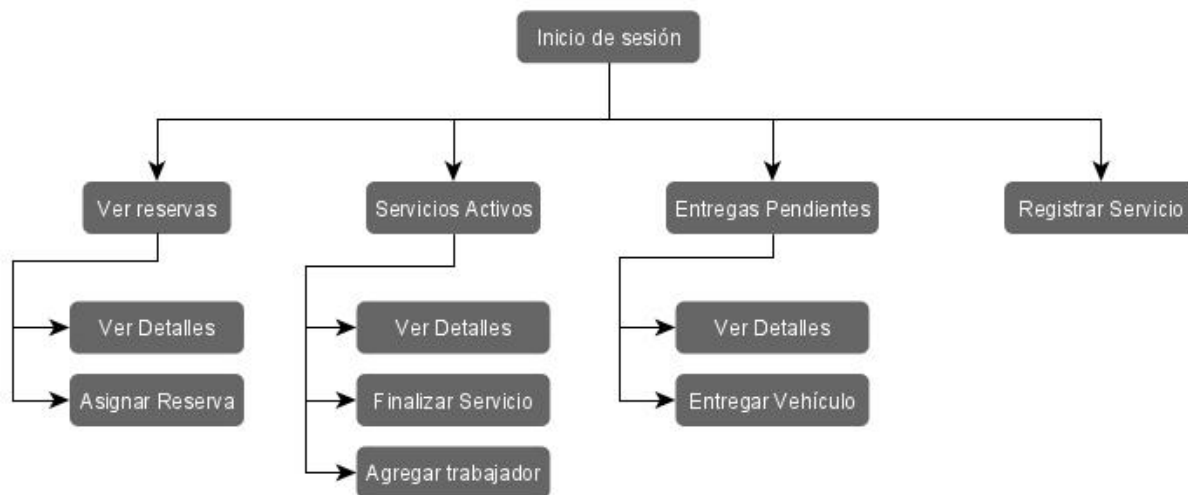 Inicio de sesión
Ver reservas
Servicios Activos
Entregas Pendientes
Registrar Servicio
Ver Detalles
Ver Detalles
Ver Detalles
Asignar Reserva
Finalizar Servicio
Entregar Vehículo
Agregar trabajador